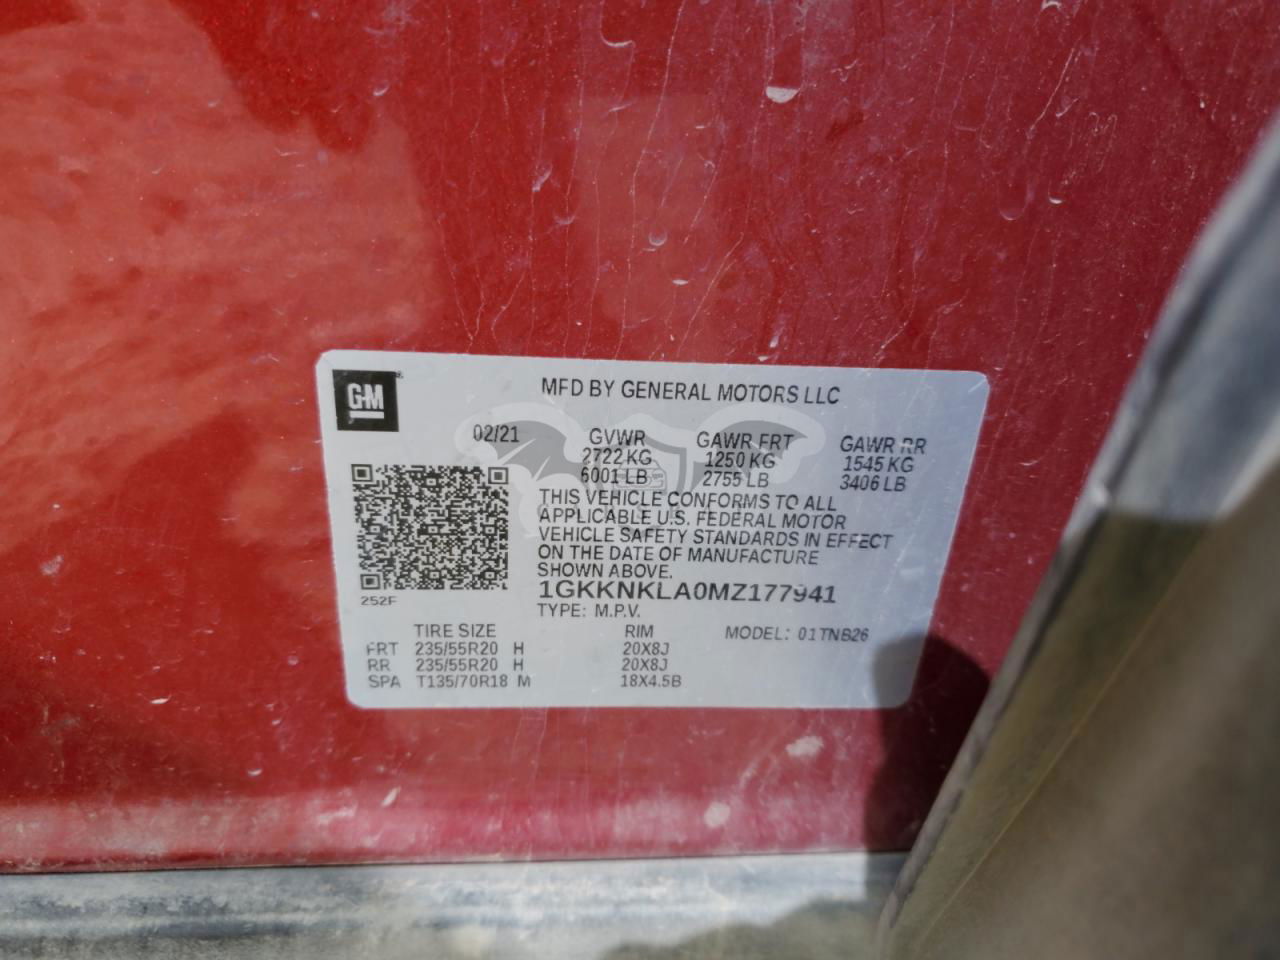 GM
MFD BY GENERAL MOTORS LLC
02/21 GVWR GAWR FRT GAWR RR
2722 KG 1250 KG 1545 KG
6001 LB 2755 LB 3406 LB
THIS VEHICLE CONFORMS TO ALL
APPLICABLE U.S. FEDERAL MOTOR
VEHICLE SAFETY STANDARDS IN EFFECT
ON THE DATE OF MANUFACTURE
SHOWN ABOVE.
252F
1GKKNKLA0MZ177941
TYPE: M.P.V.
TIRE SIZE RIM MODEL: 01TNB26
FRT 235/55R20 H 20X8J
RR 235/55R20 H 20X8J
SPA T135/70R18 M 18X4.5B